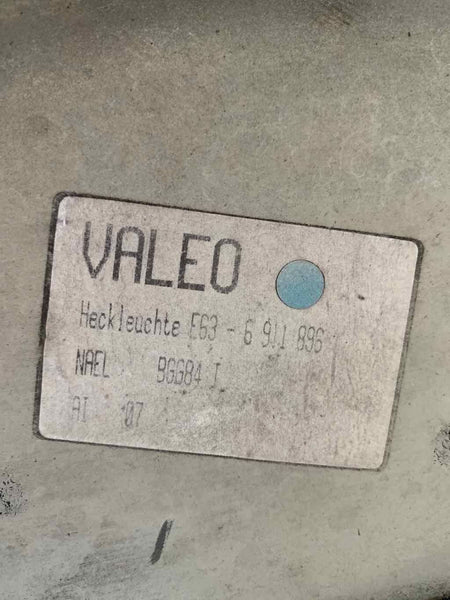 VALEO
Heckleuchte E63 - 6 911 896
NAEL 9GG84 I
AI 07